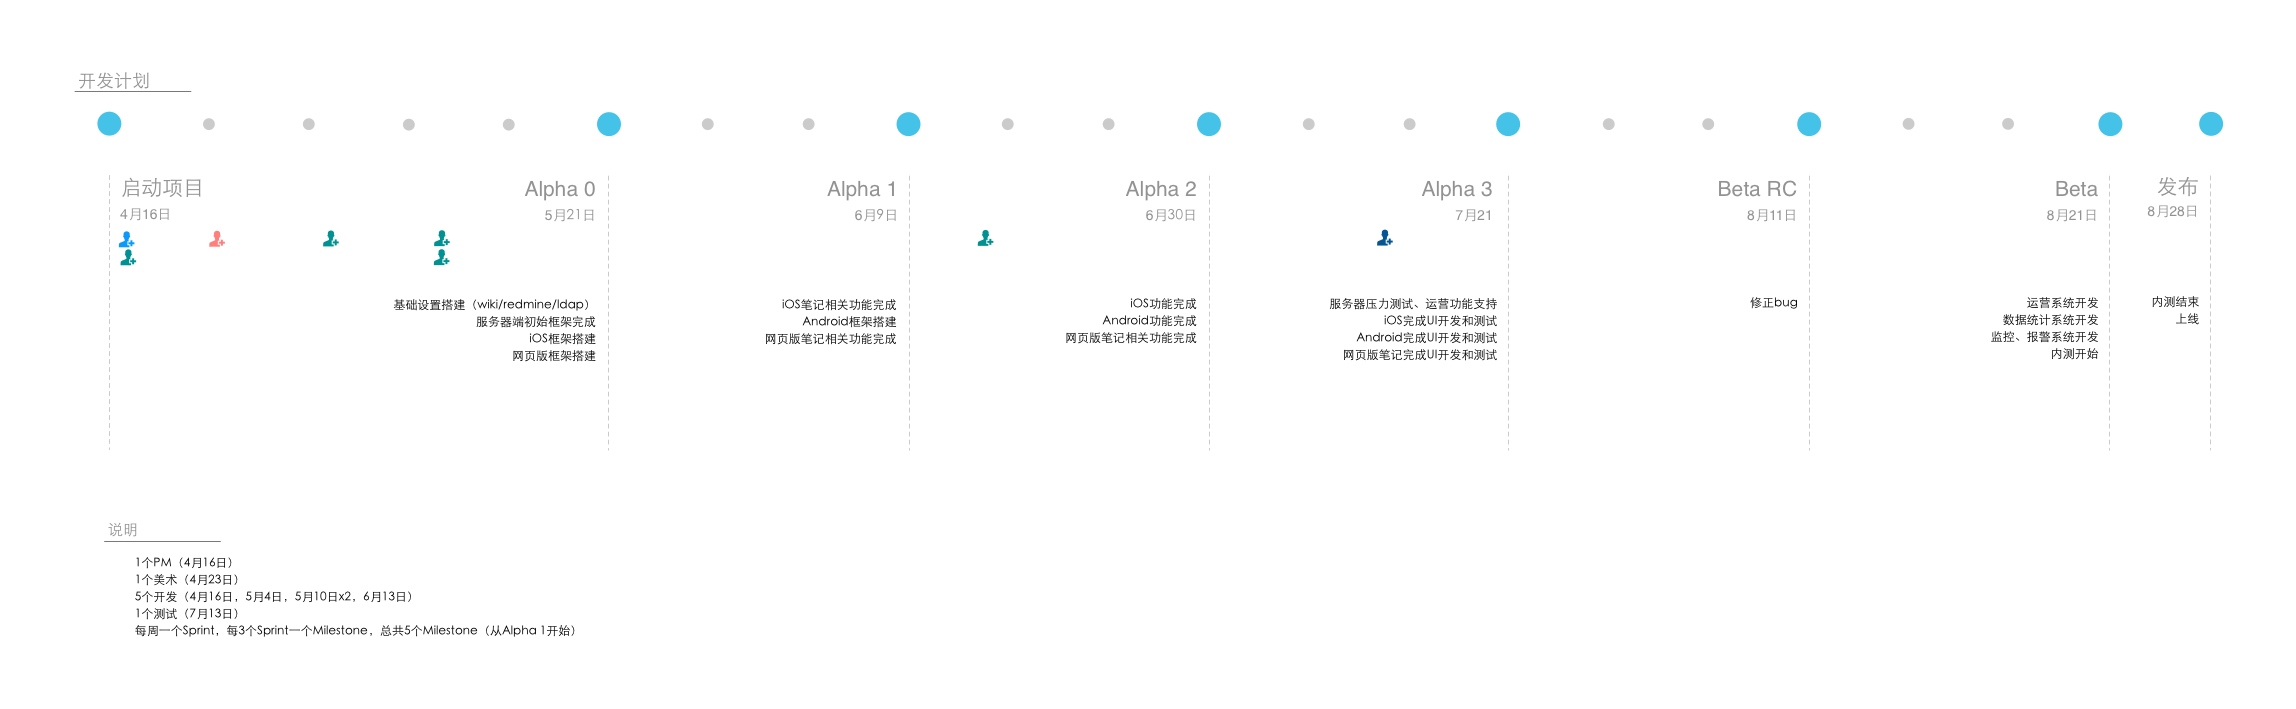 开发计划
启动项目
4月16日
Alpha 0
5月21日
基础设置搭建（wiki/redmine/ldap）
服务器端初始框架完成
iOS框架搭建
网页版框架搭建
Alpha 1
6月9日
iOS笔记相关功能完成
Android框架搭建
网页版笔记相关功能完成
Alpha 2
6月30日
iOS功能完成
Android功能完成
网页版笔记相关功能完成
Alpha 3
7月21
服务器压力测试、运营功能支持
iOS完成UI开发和测试
Android完成UI开发和测试
网页版笔记完成UI开发和测试
Beta RC
8月11日
修正bug
Beta
8月21日
运营系统开发
数据统计系统开发
监控、报警系统开发
内测开始
发布
8月28日
内测结束
上线
说明
1个PM（4月16日）
1个美术（4月23日）
5个开发（4月16日，5月4日，5月10日x2，6月13日）
1个测试（7月13日）
每周一个Sprint，每3个Sprint一个Milestone，总共5个Milestone（从Alpha 1开始）